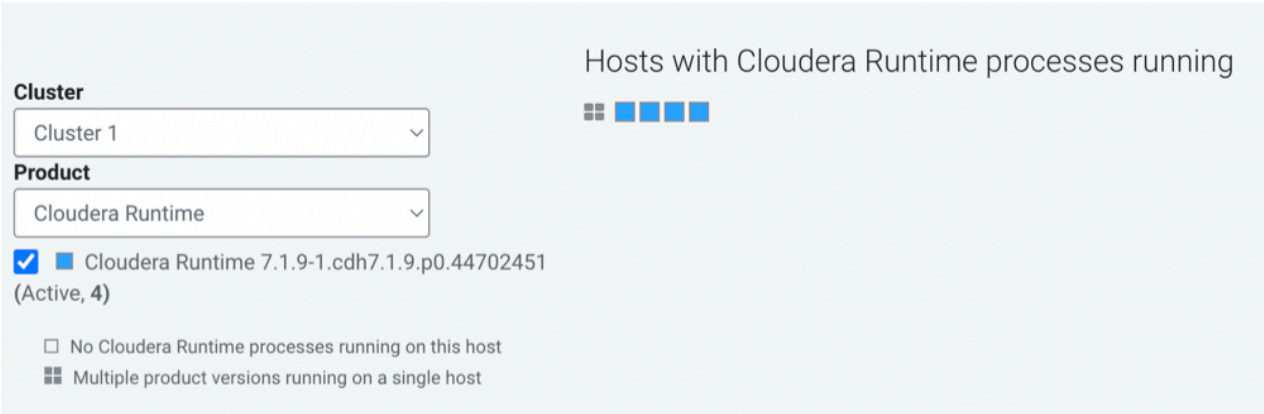 Hosts with Cloudera Runtime processes running
Cluster
Cluster 1
Product
Cloudera Runtime
Cloudera Runtime 7.1.9-1.cdh7.1.9.p0.44702451
(Active, 4)
No Cloudera Runtime processes running on this host
Multiple product versions running on a single host